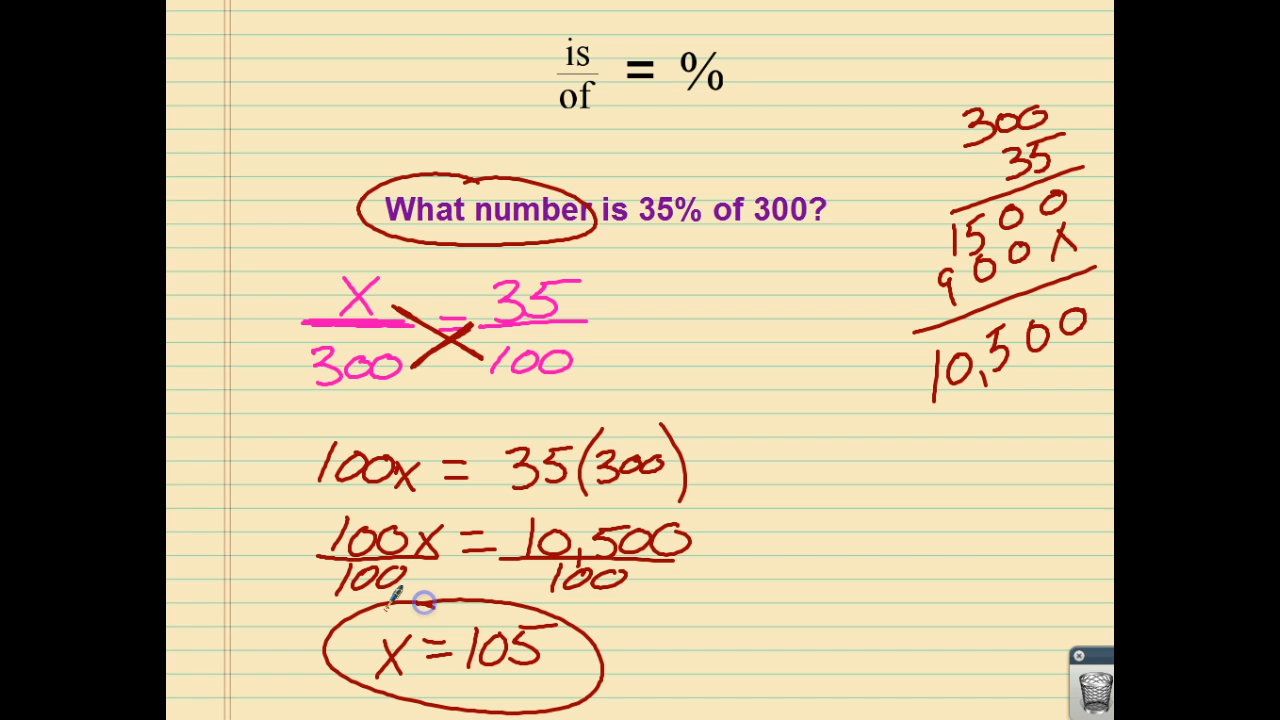 is
of
= %
What number is 35% of 300?
300
35
1500
900x
10,500
x = 35
300 100
100x = 35(300)
100x = 10,500
100 100
x = 105